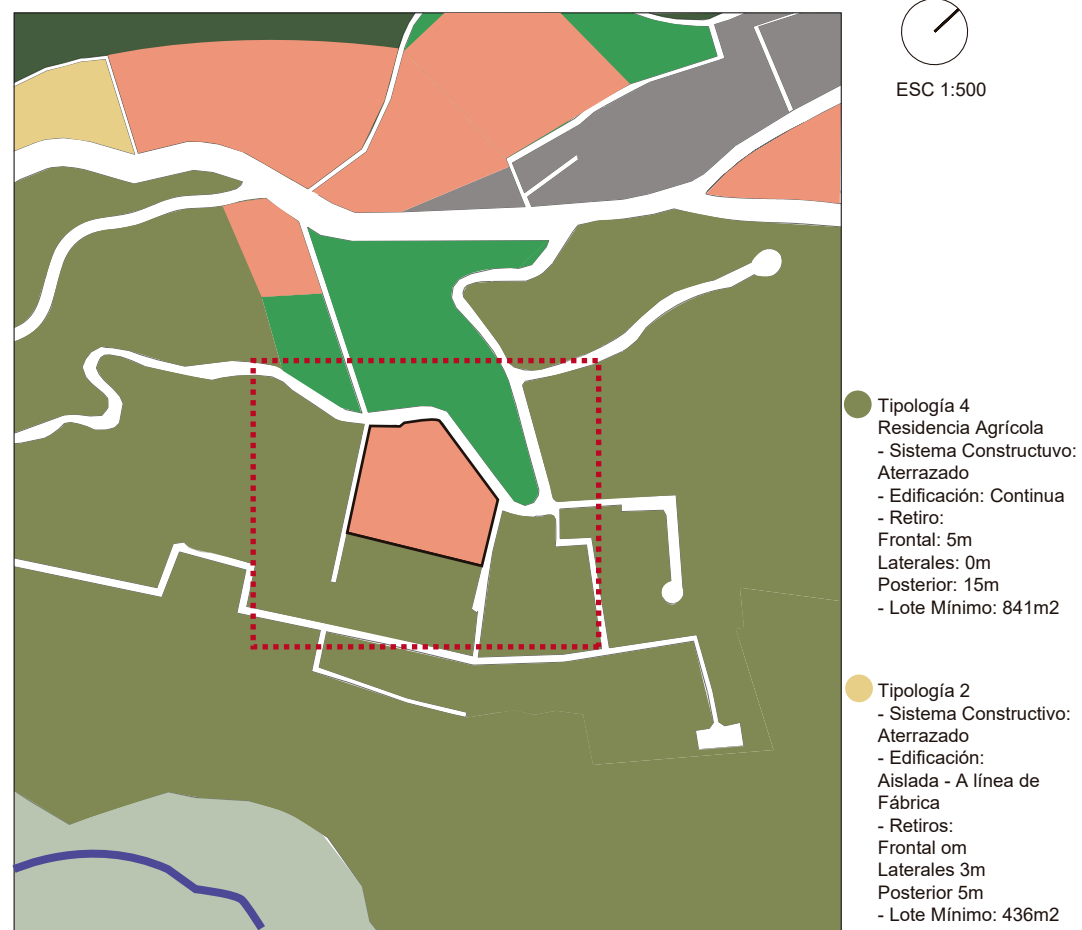 ESC 1:500
Tipología 4
Residencia Agrícola
- Sistema Constructuvo:
Aterrazado
- Edificación: Continua
- Retiro:
Frontal: 5m
Laterales: 0m
Posterior: 15m
- Lote Mínimo: 841m2
Tipología 2
- Sistema Constructivo:
Aterrazado
- Edificación:
Aislada - A línea de
Fábrica
- Retiros:
Frontal om
Laterales 3m
Posterior 5m
- Lote Mínimo: 436m2